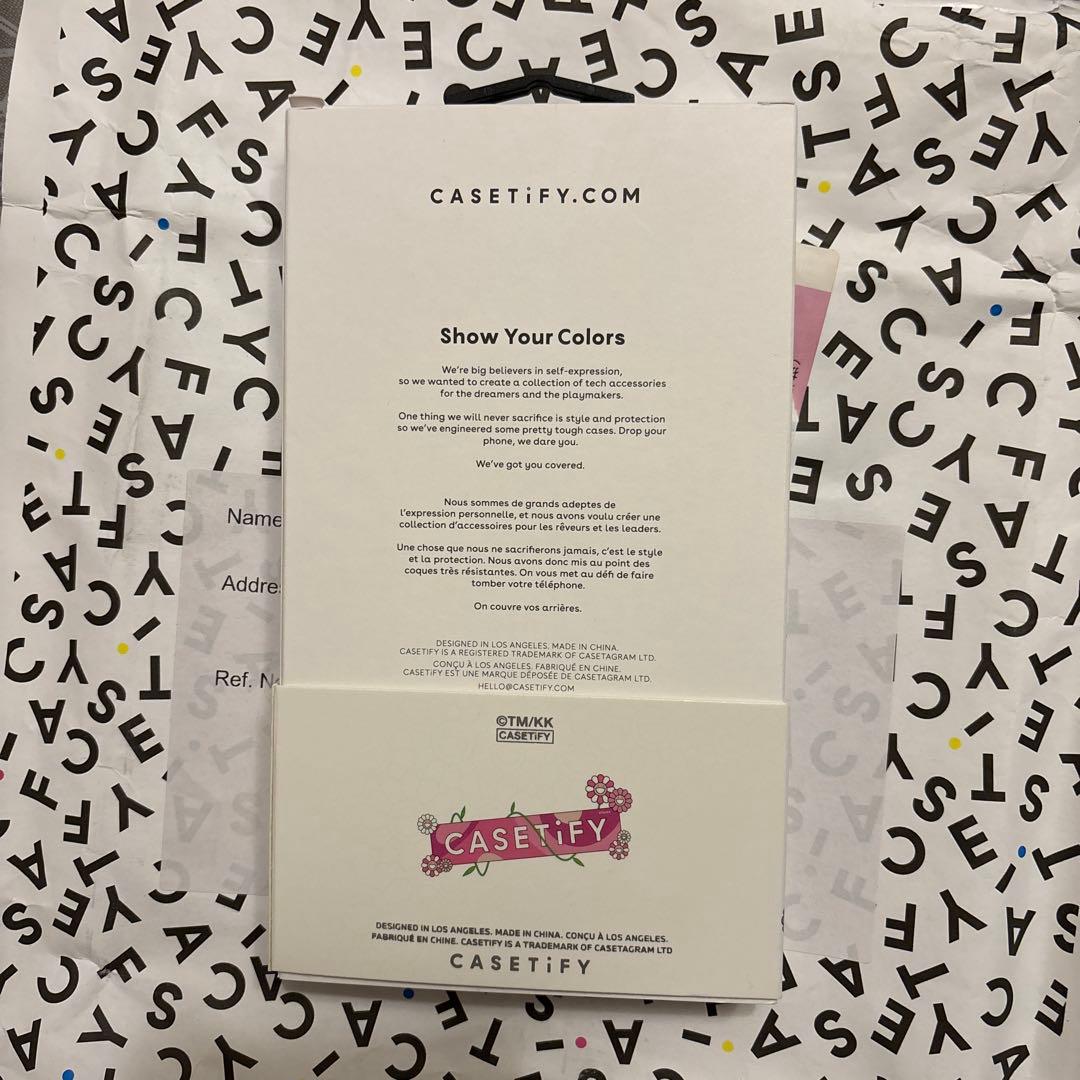 CASETiFY.COM
Show Your Colors
We're big believers in self-expression,
so we wanted to create a collection of tech accessories
for the dreamers and the playmakers.
One thing we will never sacrifice is style and protection
so we've engineered some pretty tough cases. Drop your
phone, we dare you.
We've got you covered.
Nous sommes de grands adeptes de
l'expression personnelle, et nous avons voulu créer une
collection d'accessoires pour les rêveurs et les leaders.
Une chose que nous ne sacrifierons jamais, c'est le style
et la protection. Nous avons donc mis au point des
coques très résistantes. On vous met au défi de faire
tomber votre téléphone.
On couvre vos arrières.
DESIGNED IN LOS ANGELES. MADE IN CHINA.
CASETiFY IS A REGISTERED TRADEMARK OF CASETAGRAM LTD.
CONÇU À LOS ANGELES. FABRIQUÉ EN CHINE.
CASETiFY EST UNE MARQUE DÉPOSÉE DE CASETAGRAM LTD.
HELLO@CASETIFY.COM
©TM/KK
CASETiFY
CASETiFY
DESIGNED IN LOS ANGELES. MADE IN CHINA. CONÇU À LOS ANGELES.
FABRIQUÉ EN CHINE. CASETIFY IS A TRADEMARK OF CASETAGRAM LTD
CASETiFY
Name
Addre
Ref. N